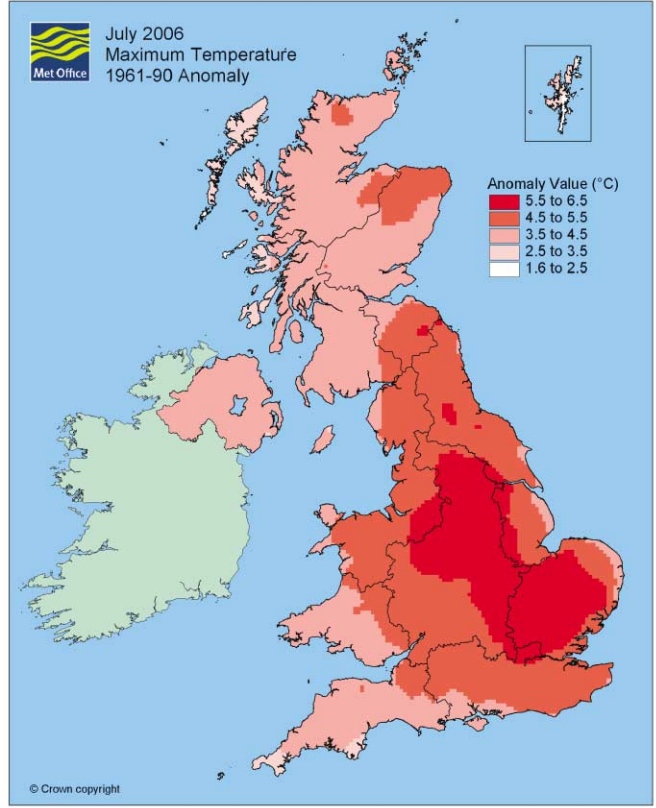 Met Office
July 2006
Maximum Temperature
1961-90 Anomaly
Anomaly Value (°C)
5.5 to 6.5
4.5 to 5.5
3.5 to 4.5
2.5 to 3.5
1.6 to 2.5
© Crown copyright